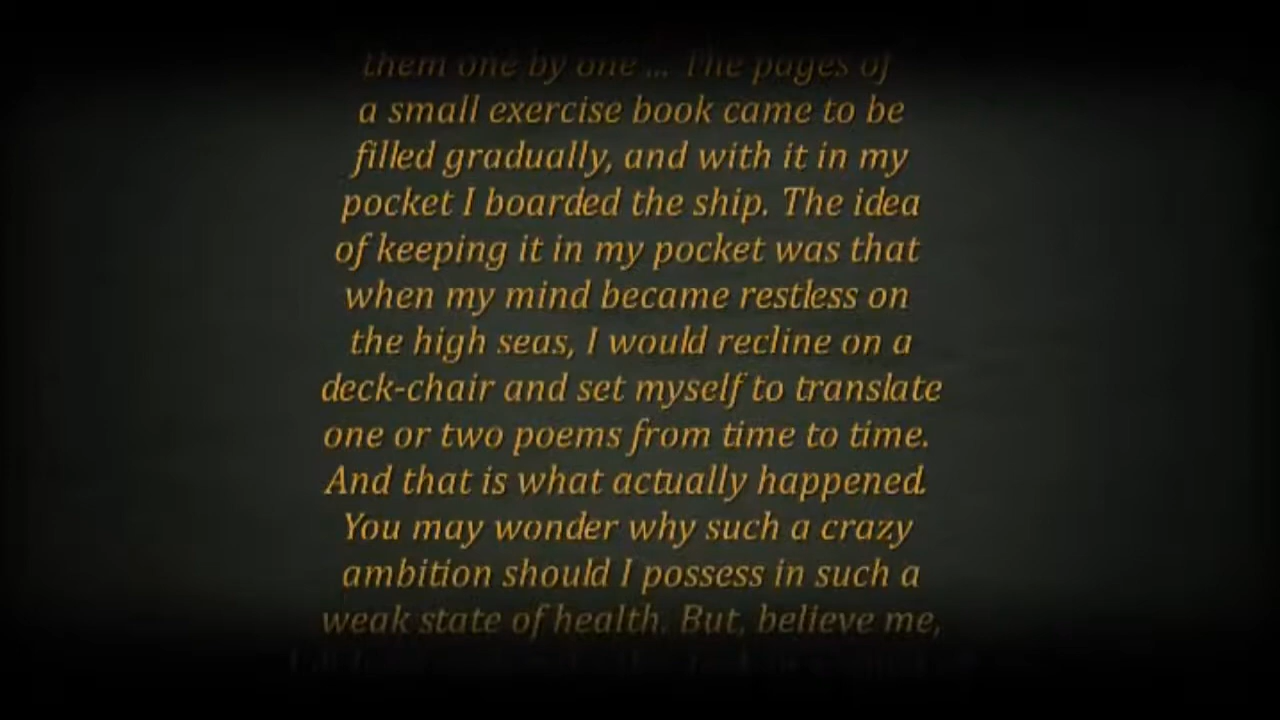 them one by one ... The pages of
a small exercise book came to be
filled gradually, and with it in my
pocket I boarded the ship. The idea
of keeping it in my pocket was that
when my mind became restless on
the high seas, I would recline on a
deck-chair and set myself to translate
one or two poems from time to time.
And that is what actually happened.
You may wonder why such a crazy
ambition should I possess in such a
weak state of health. But, believe me,